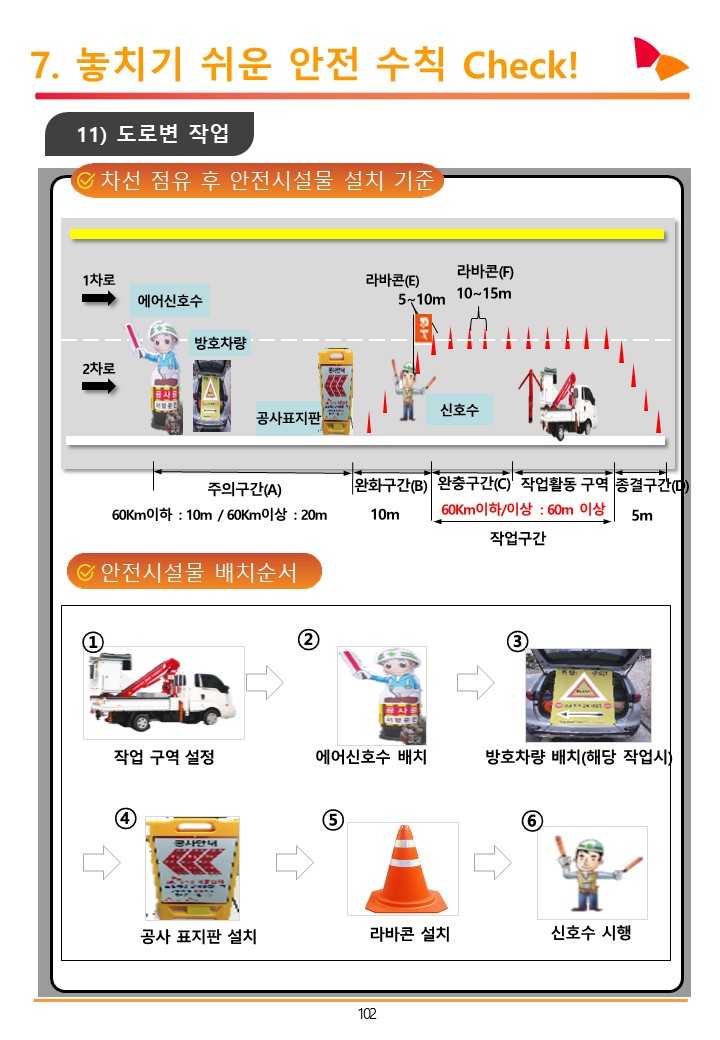 7. 놓치기 쉬운 안전 수칙 Check!
11) 도로변 작업
차선 점유 후 안전시설물 설치 기준
1차로
에어신호수
라바콘(E)
5~10m
라바콘(F)
10~15m
방호차량
2차로
공사안내
공사표지판
신호수
주의구간(A)
완화구간(B)
완충구간(C)
작업활동 구역
종결구간(D)
60Km이하 : 10m / 60Km이상 : 20m
10m
60Km이하/이상 : 60m 이상
5m
작업구간
안전시설물 배치순서
①
작업 구역 설정
②
에어신호수 배치
③
방호차량 배치(해당 작업시)
④
공사안내
공사 표지판 설치
⑤
라바콘 설치
⑥
신호수 시행
102